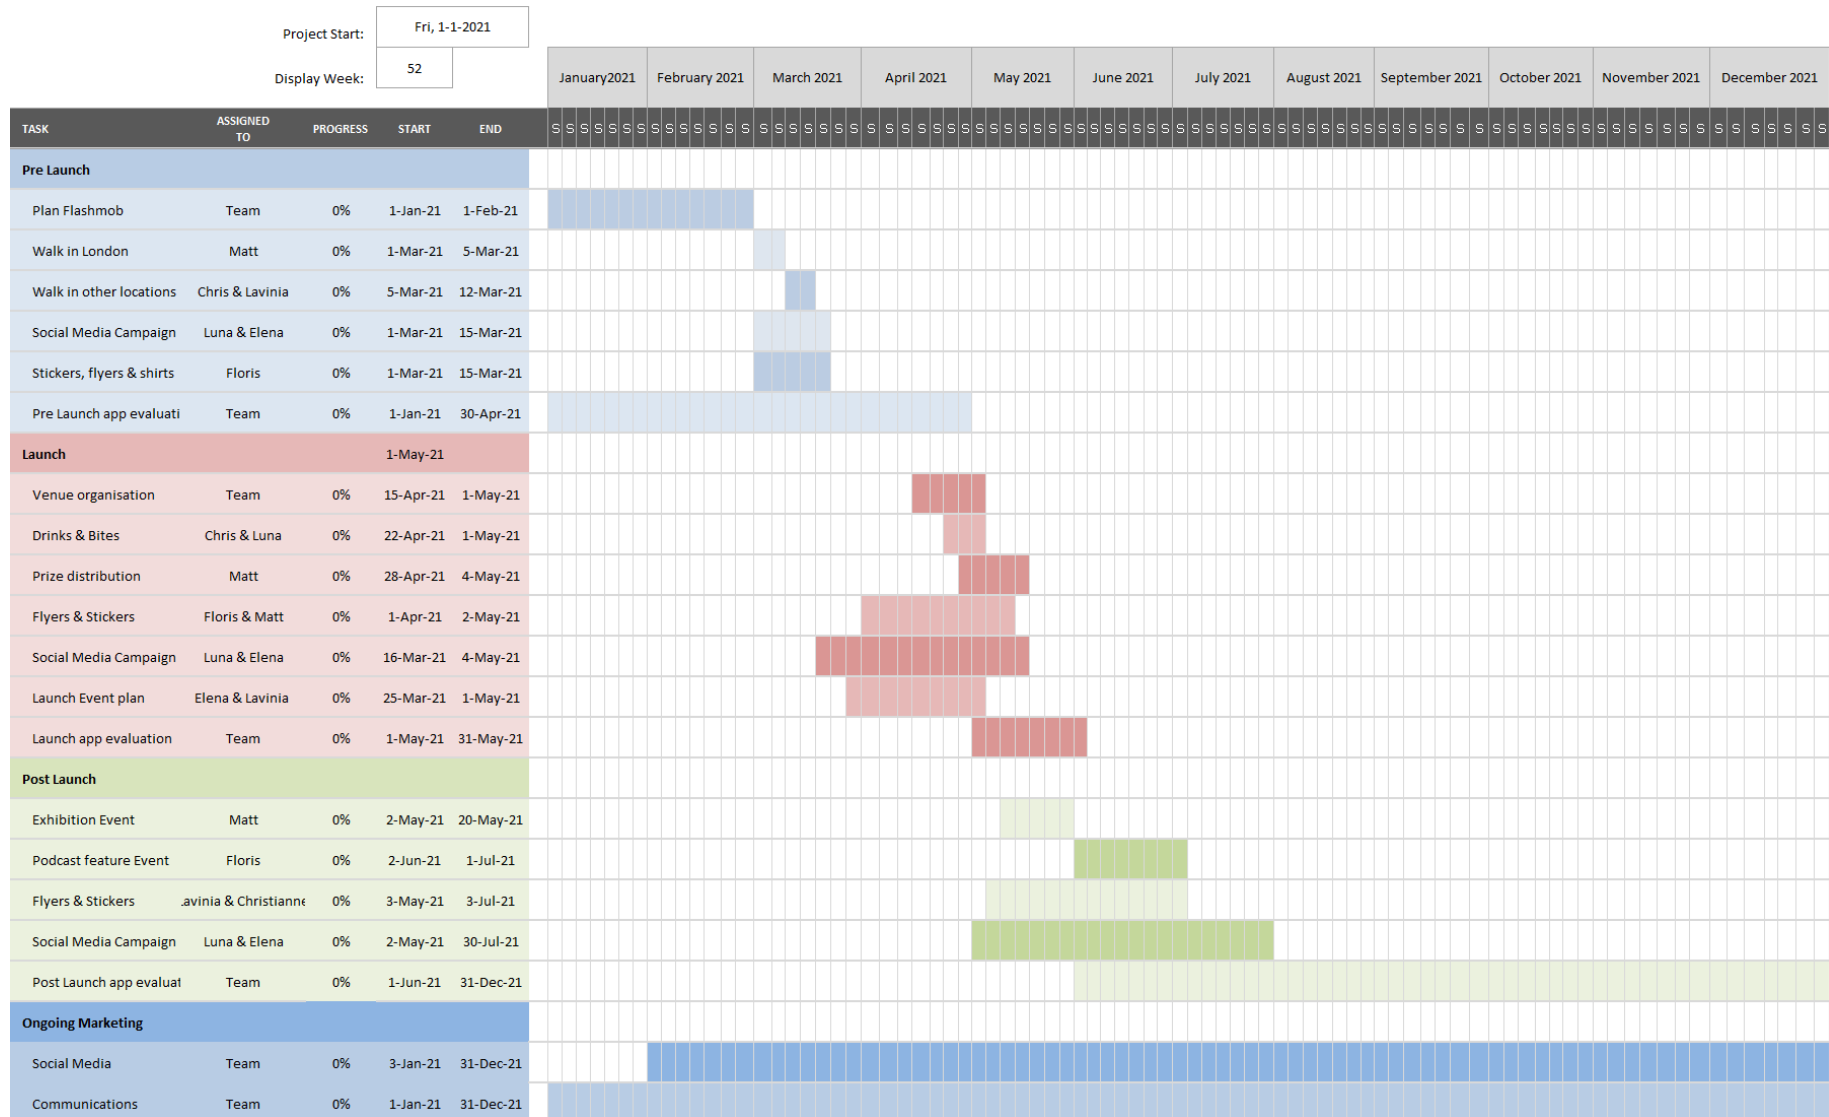 Project Start: Fri, 1-1-2021
Display Week: 52
January2021 February 2021 March 2021 April 2021 May 2021 June 2021 July 2021 August 2021 September 2021 October 2021 November 2021 December 2021
TASK ASSIGNED TO PROGRESS START END S S S S S S S S S S S S S S S S S S S S S S S S S S S S S S S S S S S S S S S S S S S S S S S S S S S S S S S S S S S S S S S S S S S S S S S S S S S S S S S S S S
Pre Launch
Plan Flashmob Team 0% 1-Jan-21 1-Feb-21
Walk in London Matt 0% 1-Mar-21 5-Mar-21
Walk in other locations Chris & Lavinia 0% 5-Mar-21 12-Mar-21
Social Media Campaign Luna & Elena 0% 1-Mar-21 15-Mar-21
Stickers, flyers & shirts Floris 0% 1-Mar-21 15-Mar-21
Pre Launch app evaluati Team 0% 1-Jan-21 30-Apr-21
Launch 1-May-21
Venue organisation Team 0% 15-Apr-21 1-May-21
Drinks & Bites Chris & Luna 0% 22-Apr-21 1-May-21
Prize distribution Matt 0% 28-Apr-21 4-May-21
Flyers & Stickers Floris & Matt 0% 1-Apr-21 2-May-21
Social Media Campaign Luna & Elena 0% 16-Mar-21 4-May-21
Launch Event plan Elena & Lavinia 0% 25-Mar-21 1-May-21
Launch app evaluation Team 0% 1-May-21 31-May-21
Post Launch
Exhibition Event Matt 0% 2-May-21 20-May-21
Podcast feature Event Floris 0% 2-Jun-21 1-Jul-21
Flyers & Stickers avinia & Christianne 0% 3-May-21 3-Jul-21
Social Media Campaign Luna & Elena 0% 2-May-21 30-Jul-21
Post Launch app evaluat Team 0% 1-Jun-21 31-Dec-21
Ongoing Marketing
Social Media Team 0% 3-Jan-21 31-Dec-21
Communications Team 0% 1-Jan-21 31-Dec-21